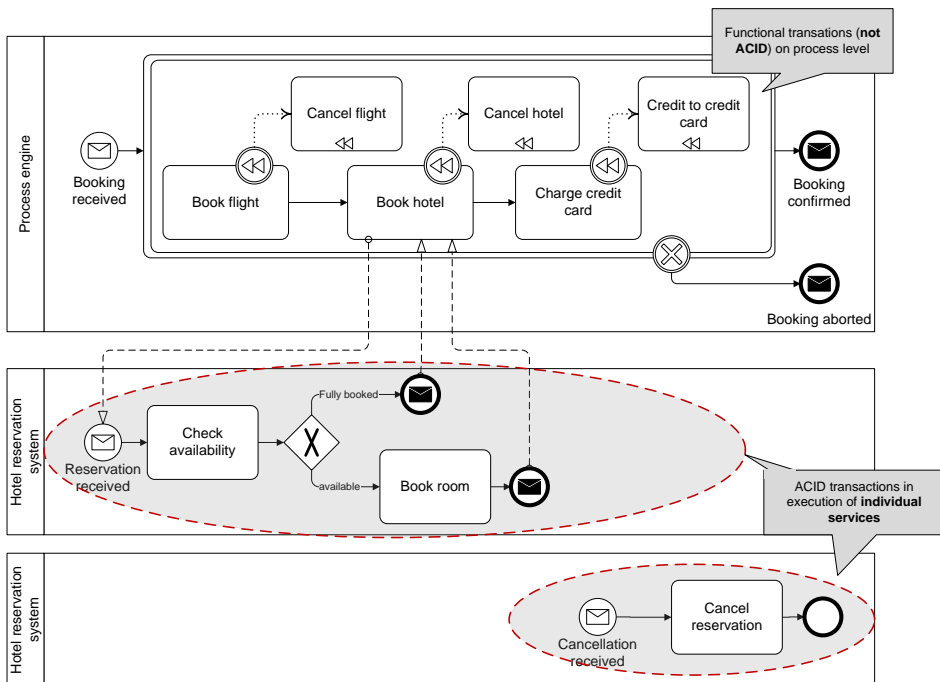 Functional transations (not
ACID) on process level
Process engine
Cancel flight
Cancel hotel
Credit to credit
card
Booking
received
Book flight
Book hotel
Charge credit
card
Booking
confirmed
Booking aborted
Hotel reservation
system
Fully booked
Check
availability
Reservation
received
available
Book room
ACID transactions in
execution of individual
services
Hotel reservation
system
Cancellation
received
Cancel
reservation